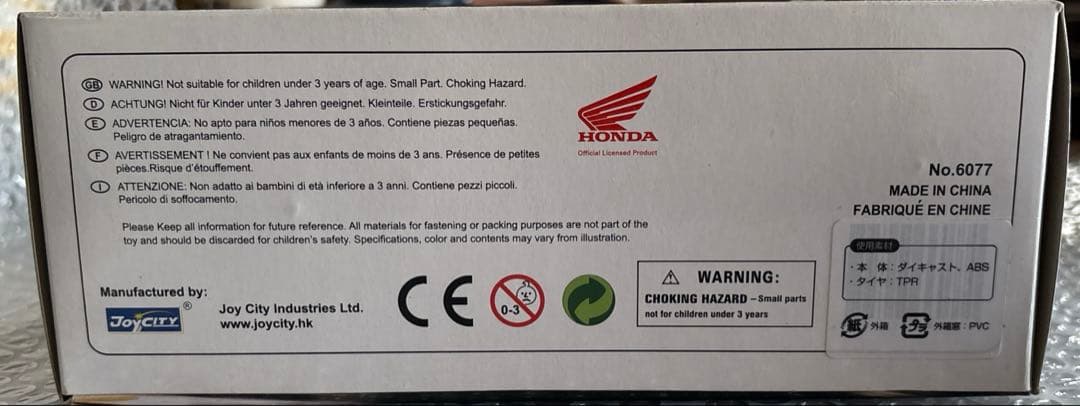 GB WARNING! Not suitable for children under 3 years of age. Small Part. Choking Hazard.
D ACHTUNG! Nicht für Kinder unter 3 Jahren geeignet. Kleinteile. Erstickungsgefahr.
E ADVERTENCIA: No apto para niños menores de 3 años. Contiene piezas pequeñas.
Peligro de atragantamiento.
F AVERTISSEMENT ! Ne convient pas aux enfants de moins de 3 ans. Présence de petites
pièces.Risque d'étouffement.
I ATTENZIONE: Non adatto ai bambini di età inferiore a 3 anni. Contiene pezzi piccoli.
Pericolo di soffocamento.
HONDA
Official Licensed Product
Please Keep all information for future reference. All materials for fastening or packing purposes are not part of the
toy and should be discarded for children's safety. Specifications, color and contents may vary from illustration.
No.6077
MADE IN CHINA
FABRIQUÉ EN CHINE
Manufactured by:
JOYCITY ®
Joy City Industries Ltd.
www.joycity.hk
CE
0-3
WARNING:
CHOKING HAZARD – Small parts
not for children under 3 years
使用素材
・本 体：ダイキャスト、ABS
・タイヤ：TPR
紙 外箱
プラ 外箱窓：PVC